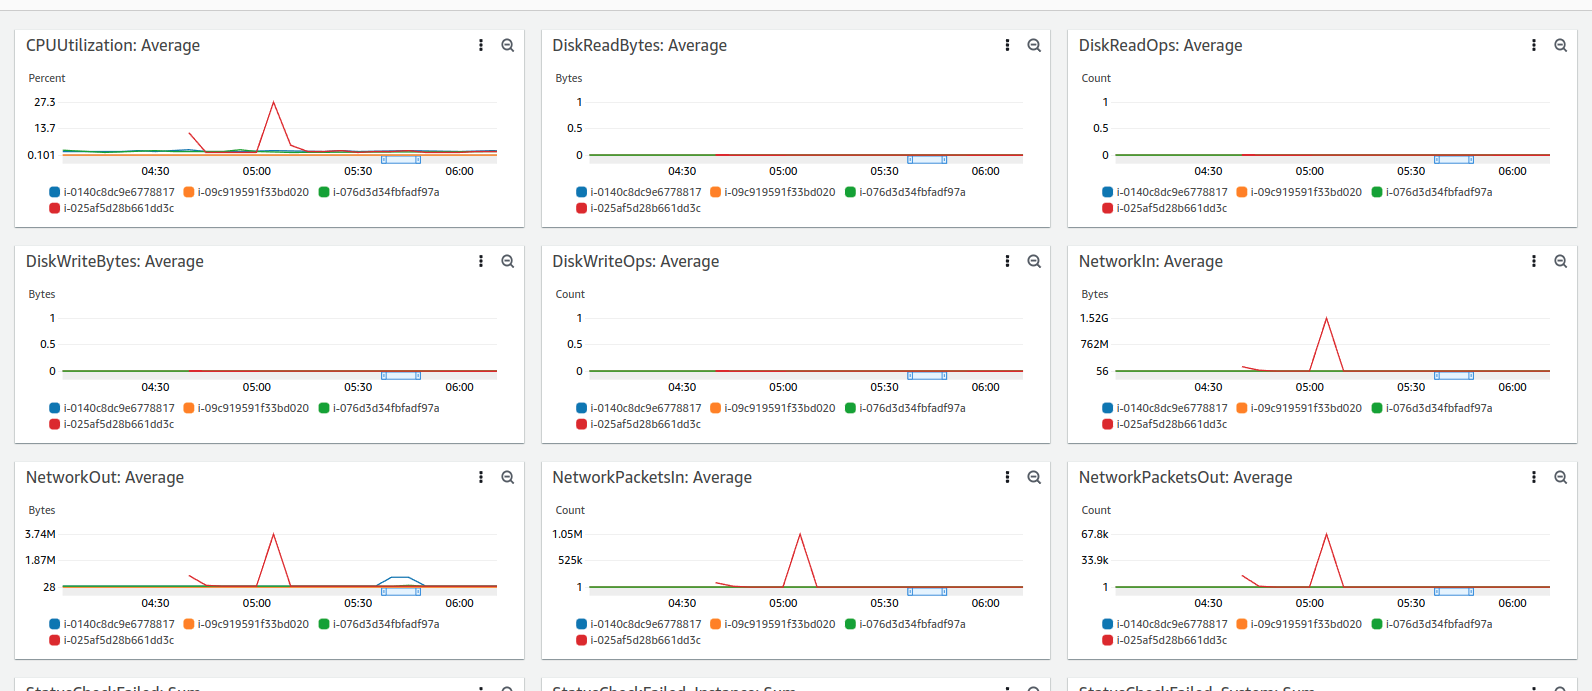 CPUUtilization: Average
Percent
27.3
13.7
0.101
04:30 05:00 05:30 06:00
i-0140c8dc9e6778817 i-09c919591f33bd020 i-076d3d34fbfadf97a
i-025af5d28b661dd3c
DiskReadBytes: Average
Bytes
1
0.5
0
04:30 05:00 05:30 06:00
i-0140c8dc9e6778817 i-09c919591f33bd020 i-076d3d34fbfadf97a
i-025af5d28b661dd3c
DiskReadOps: Average
Count
1
0.5
0
04:30 05:00 05:30 06:00
i-0140c8dc9e6778817 i-09c919591f33bd020 i-076d3d34fbfadf97a
i-025af5d28b661dd3c
DiskWriteBytes: Average
Bytes
1
0.5
0
04:30 05:00 05:30 06:00
i-0140c8dc9e6778817 i-09c919591f33bd020 i-076d3d34fbfadf97a
i-025af5d28b661dd3c
DiskWriteOps: Average
Count
1
0.5
0
04:30 05:00 05:30 06:00
i-0140c8dc9e6778817 i-09c919591f33bd020 i-076d3d34fbfadf97a
i-025af5d28b661dd3c
NetworkIn: Average
Bytes
1.52G
762M
56
04:30 05:00 05:30 06:00
i-0140c8dc9e6778817 i-09c919591f33bd020 i-076d3d34fbfadf97a
i-025af5d28b661dd3c
NetworkOut: Average
Bytes
3.74M
1.87M
28
04:30 05:00 05:30 06:00
i-0140c8dc9e6778817 i-09c919591f33bd020 i-076d3d34fbfadf97a
i-025af5d28b661dd3c
NetworkPacketsIn: Average
Count
1.05M
525k
1
04:30 05:00 05:30 06:00
i-0140c8dc9e6778817 i-09c919591f33bd020 i-076d3d34fbfadf97a
i-025af5d28b661dd3c
NetworkPacketsOut: Average
Count
67.8k
33.9k
1
04:30 05:00 05:30 06:00
i-0140c8dc9e6778817 i-09c919591f33bd020 i-076d3d34fbfadf97a
i-025af5d28b661dd3c
StatusCheckFailed: Sum
StatusCheckFailed_Instance: Sum
StatusCheckFailed_System: Sum